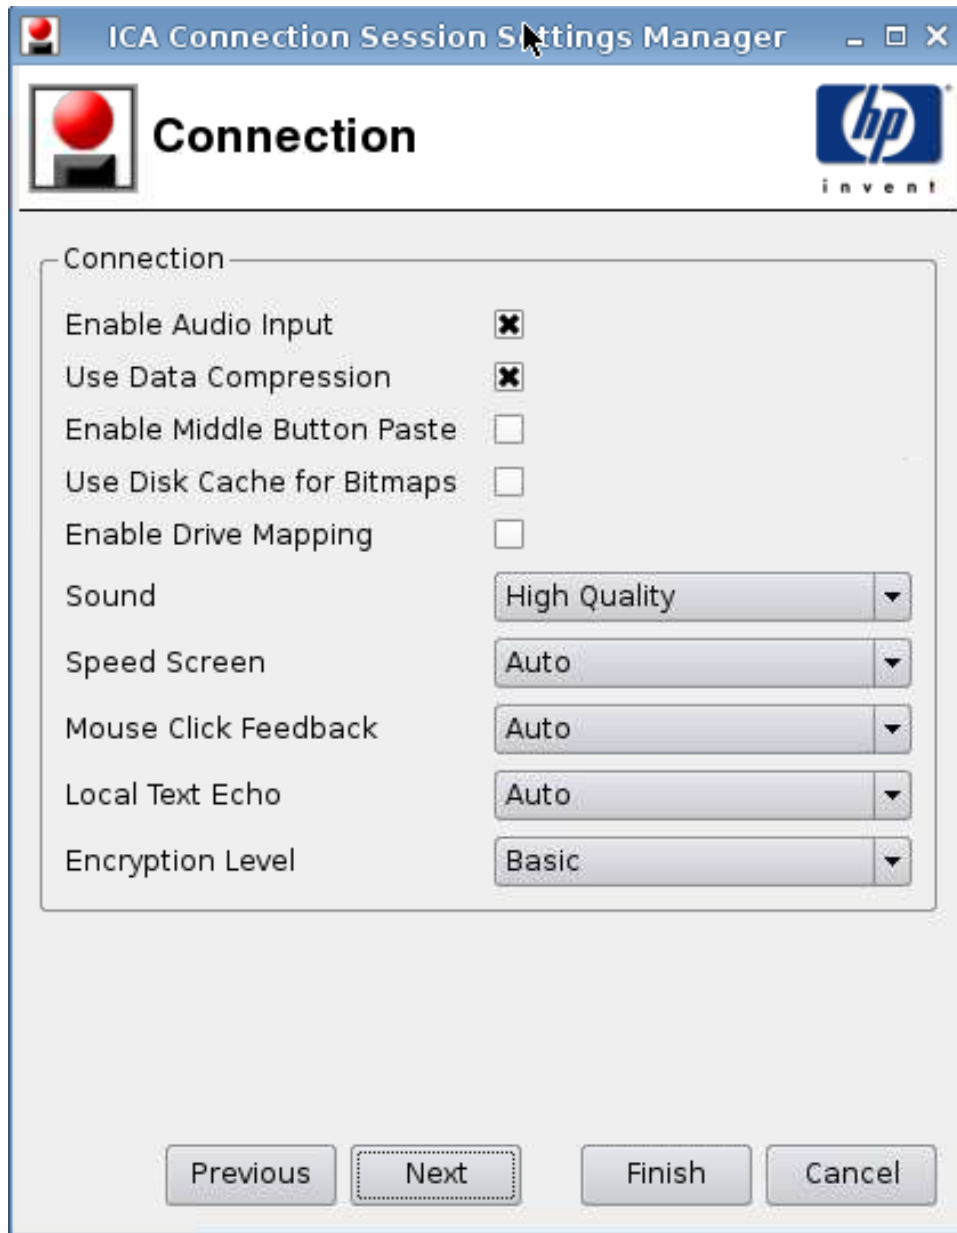 ICA Connection Session Settings Manager
Connection
hp
invent
Connection
Enable Audio Input
Use Data Compression
Enable Middle Button Paste
Use Disk Cache for Bitmaps
Enable Drive Mapping
Sound High Quality
Speed Screen Auto
Mouse Click Feedback Auto
Local Text Echo Auto
Encryption Level Basic
Previous Next Finish Cancel